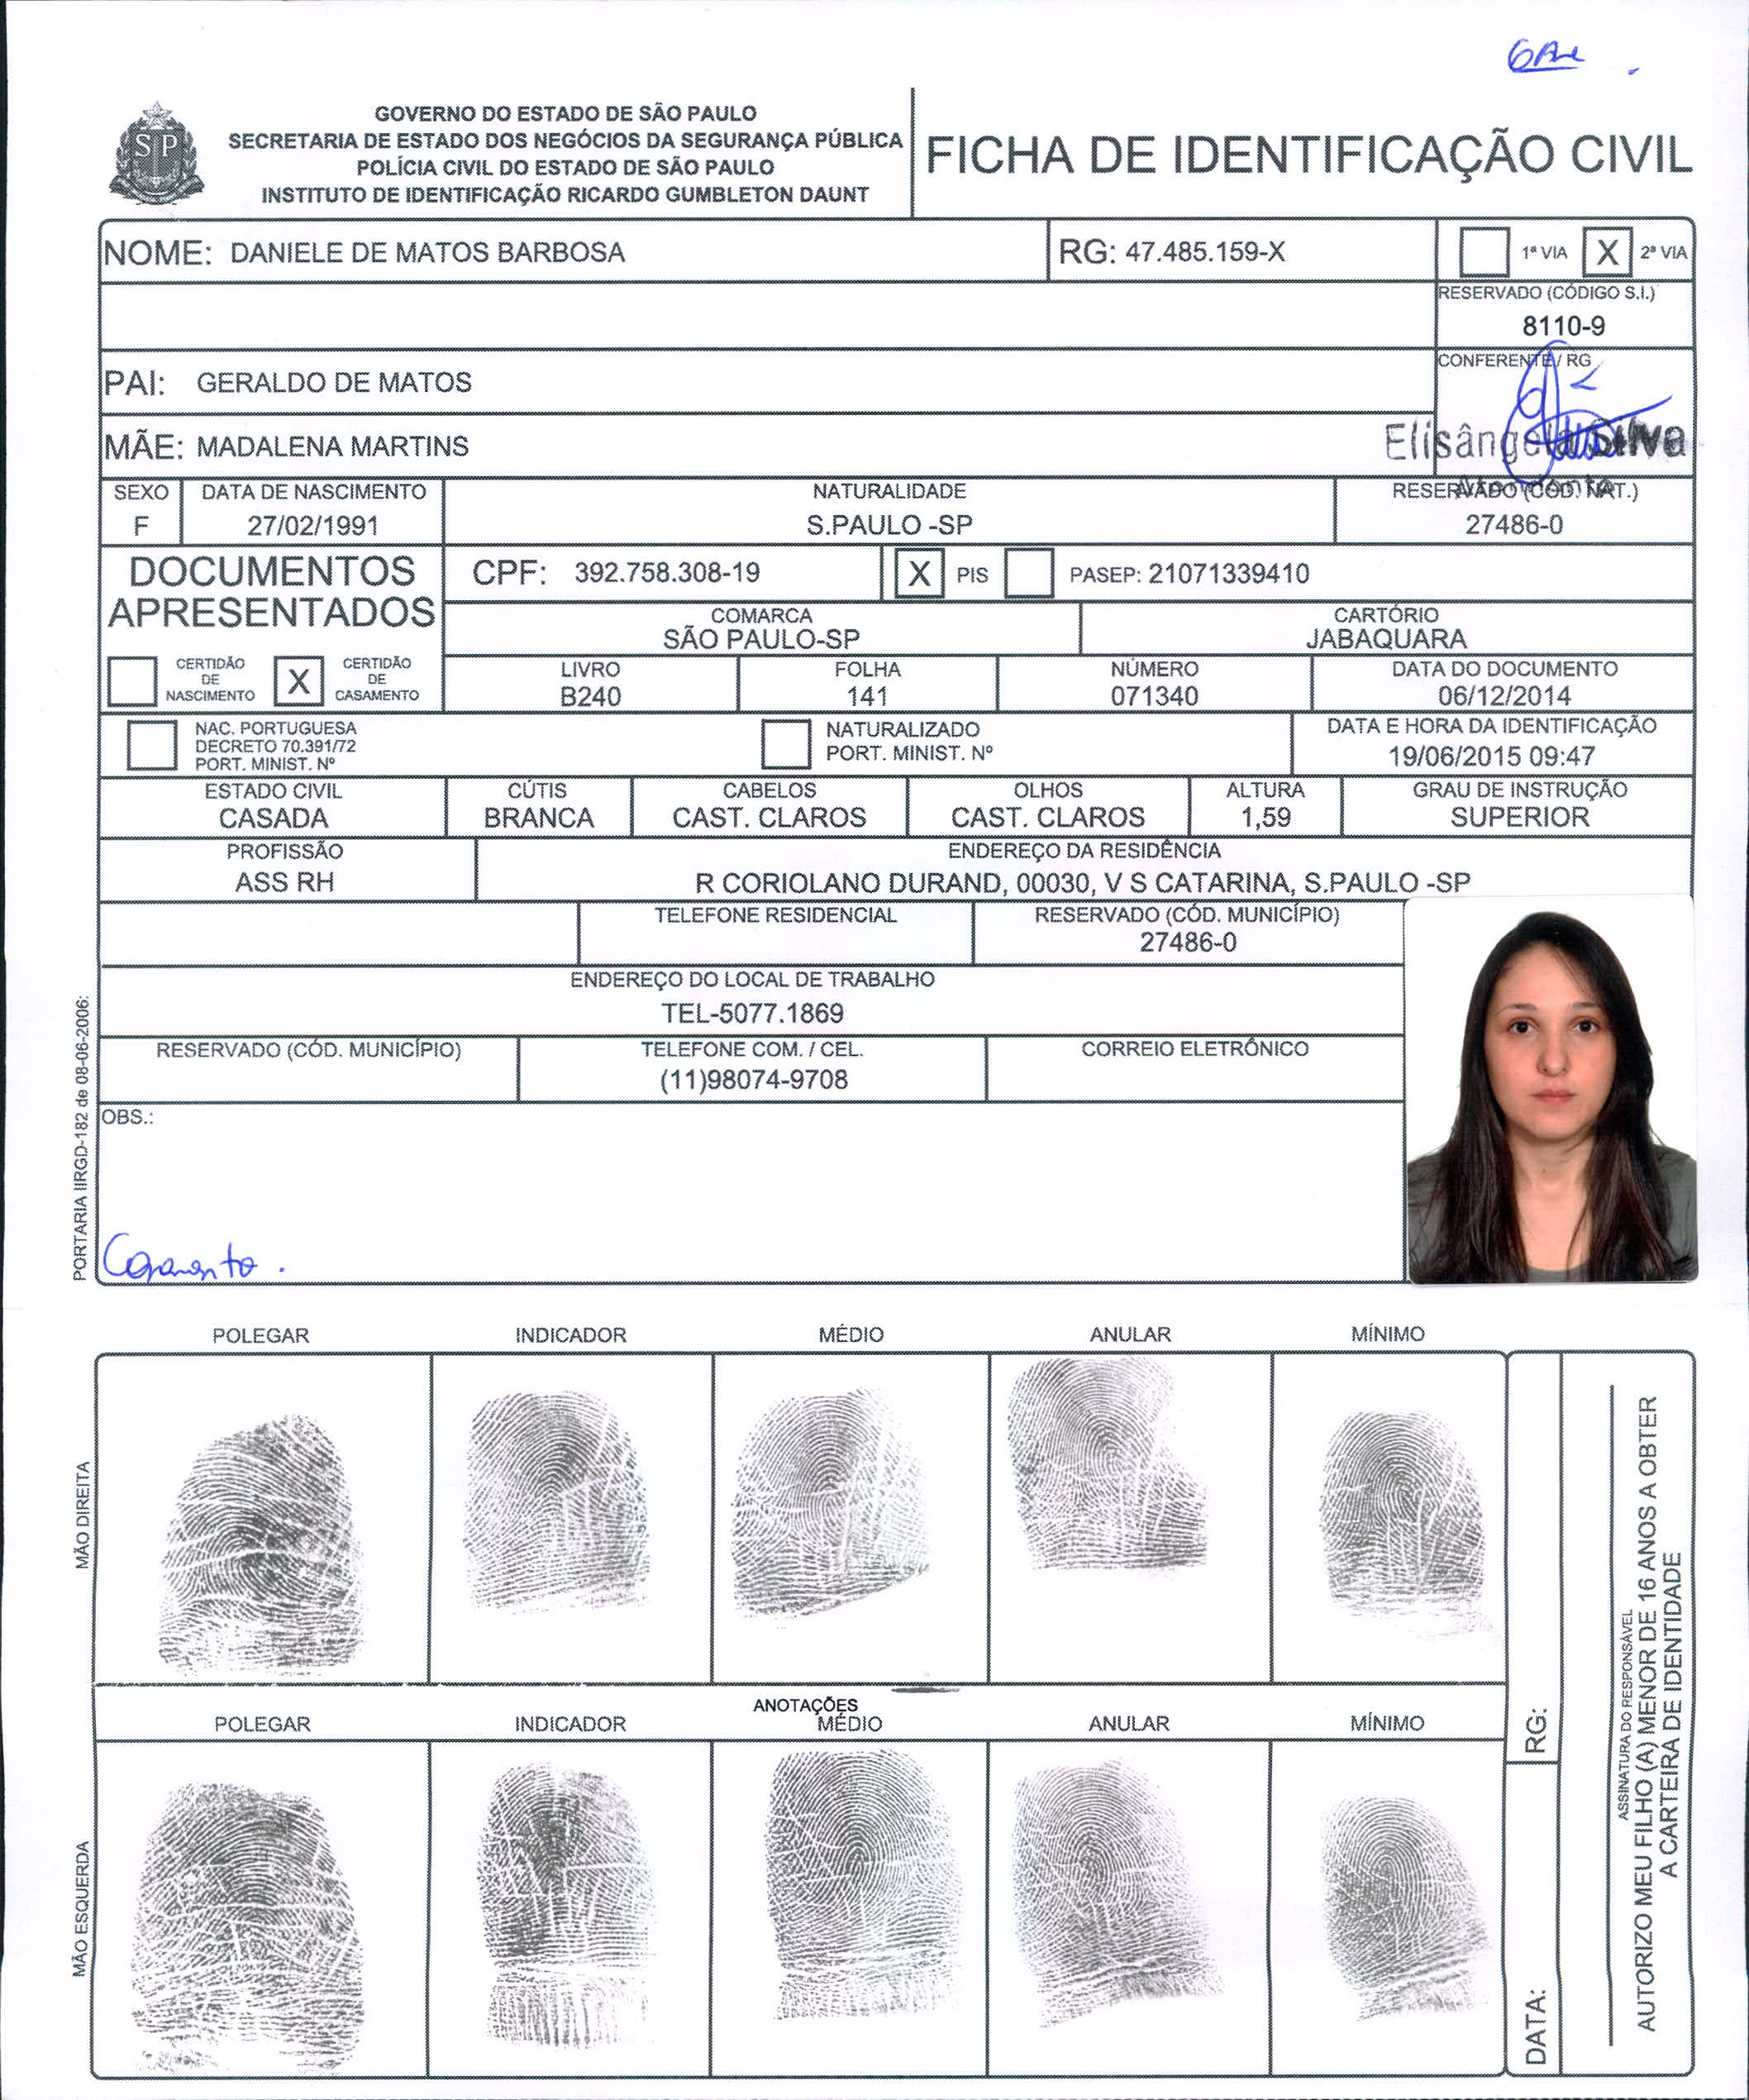 GOVERNO DO ESTADO DE SÃO PAULO
SECRETARIA DE ESTADO DOS NEGÓCIOS DA SEGURANÇA PÚBLICA
POLÍCIA CIVIL DO ESTADO DE SÃO PAULO
INSTITUTO DE IDENTIFICAÇÃO RICARDO GUMBLETON DAUNT
SP
FICHA DE IDENTIFICAÇÃO CIVIL
NOME: DANIELE DE MATOS BARBOSA
RG: 47.485.159-X
1ª VIA X 2ª VIA
RESERVADO (CÓDIGO S.I.)
8110-9
PAI: GERALDO DE MATOS
CONFERENTE / RG
MÃE: MADALENA MARTINS
Elisângela Silva
SEXO
F
DATA DE NASCIMENTO
27/02/1991
NATURALIDADE
S.PAULO -SP
RESERVADO (CÓD. NAT.)
27486-0
DOCUMENTOS
APRESENTADOS
CPF: 392.758.308-19
X PIS
PASEP: 21071339410
COMARCA
SÃO PAULO-SP
CARTÓRIO
JABAQUARA
CERTIDÃO
DE
NASCIMENTO
X
CERTIDÃO
DE
CASAMENTO
LIVRO
B240
FOLHA
141
NÚMERO
071340
DATA DO DOCUMENTO
06/12/2014
NAC. PORTUGUESA
DECRETO 70.391/72
PORT. MINIST. Nº
NATURALIZADO
PORT. MINIST. Nº
DATA E HORA DA IDENTIFICAÇÃO
19/06/2015 09:47
ESTADO CIVIL
CASADA
CÚTIS
BRANCA
CABELOS
CAST. CLAROS
OLHOS
CAST. CLAROS
ALTURA
1,59
GRAU DE INSTRUÇÃO
SUPERIOR
PROFISSÃO
ASS RH
ENDEREÇO DA RESIDÊNCIA
R CORIOLANO DURAND, 00030, V S CATARINA, S.PAULO -SP
TELEFONE RESIDENCIAL
RESERVADO (CÓD. MUNICÍPIO)
27486-0
ENDEREÇO DO LOCAL DE TRABALHO
TEL-5077.1869
RESERVADO (CÓD. MUNICÍPIO)
TELEFONE COM. / CEL.
(11)98074-9708
CORREIO ELETRÔNICO
OBS.:
PORTARIA IIRGD-182 de 08-06-2006:
POLEGAR
INDICADOR
MÉDIO
ANULAR
MÍNIMO
MÃO DIREITA
ANOTAÇÕES
POLEGAR
INDICADOR
MÉDIO
ANULAR
MÍNIMO
MÃO ESQUERDA
RG:
DATA:
ASSINATURA DO RESPONSÁVEL
AUTORIZO MEU FILHO (A) MENOR DE 16 ANOS A OBTER
A CARTEIRA DE IDENTIDADE